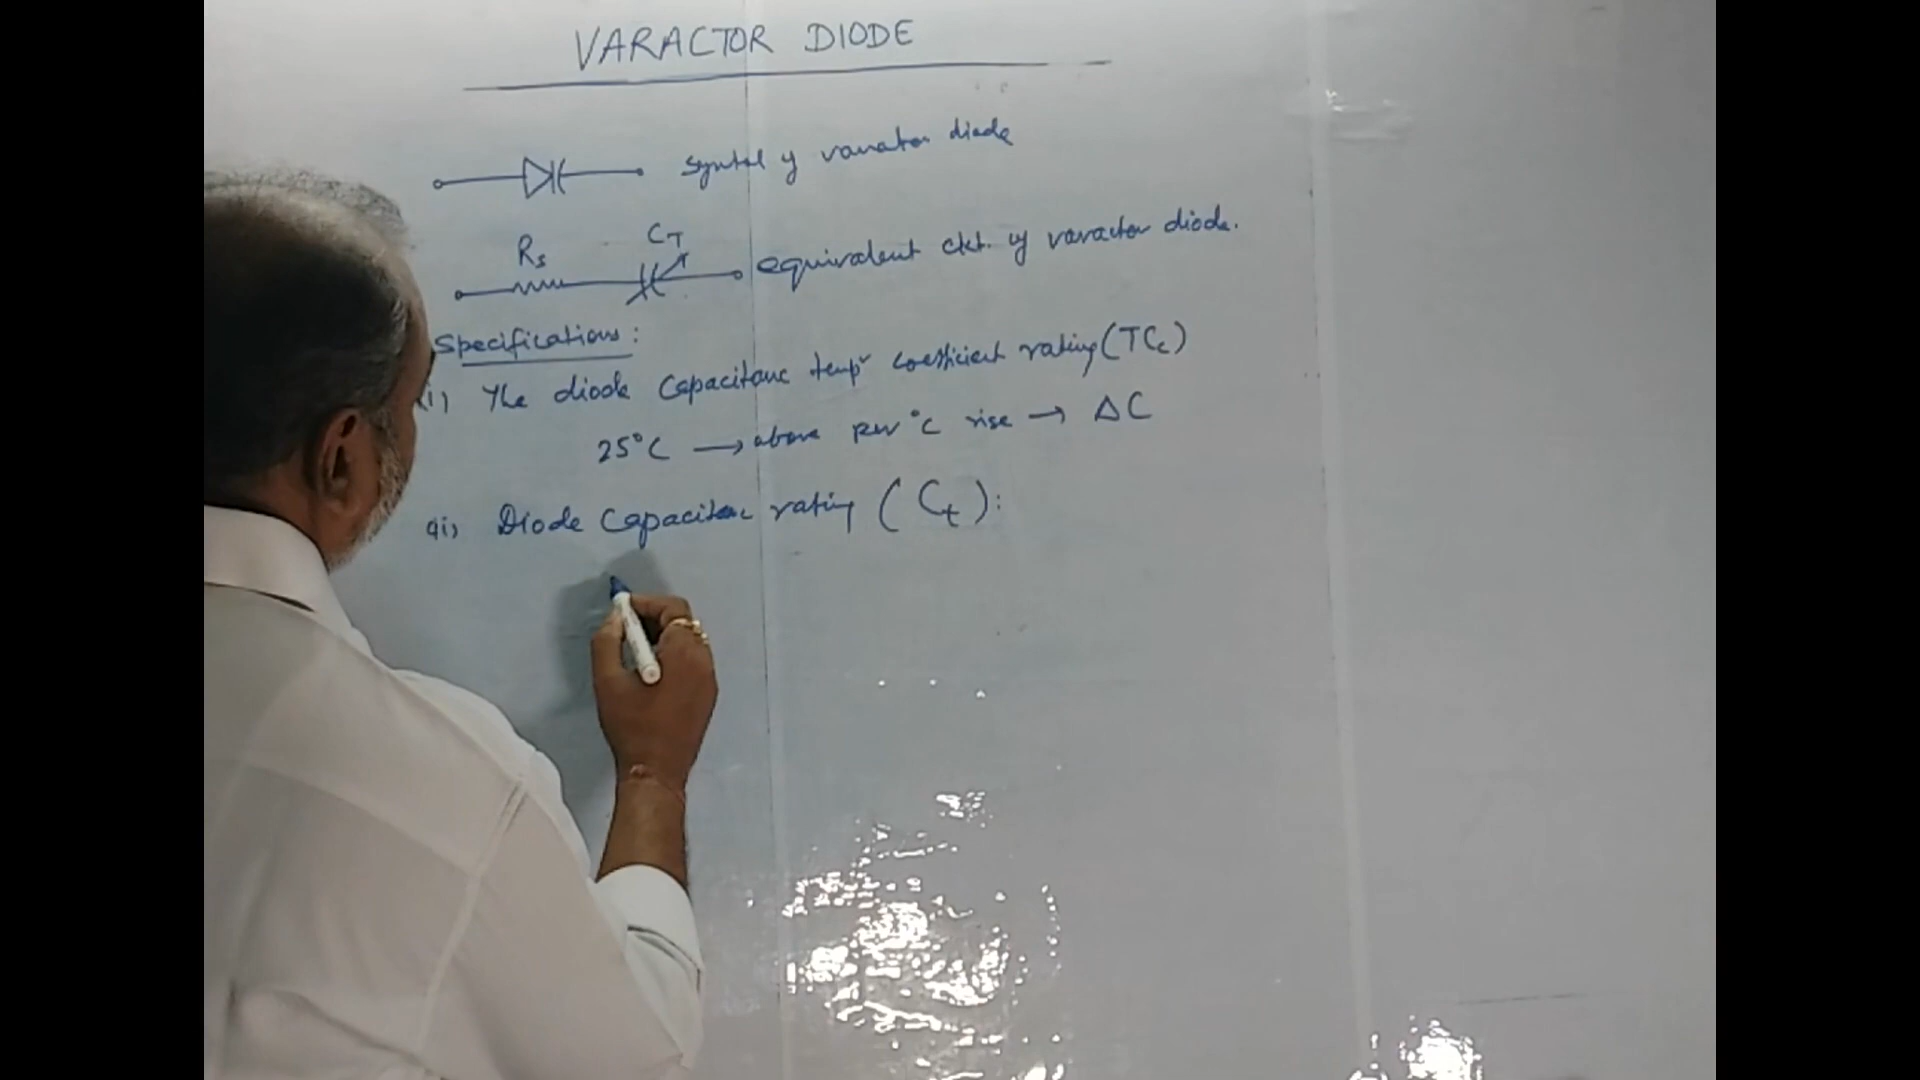 VARACTOR DIODE
symbol of varactor diode
Rs CT
equivalent ckt. of varactor diode.
Specifications:
(i) The diode capacitance tempr coefficient rating (TCc)
25°C → above per °C rise → ΔC
(ii) Diode Capacitanc rating (Ct):